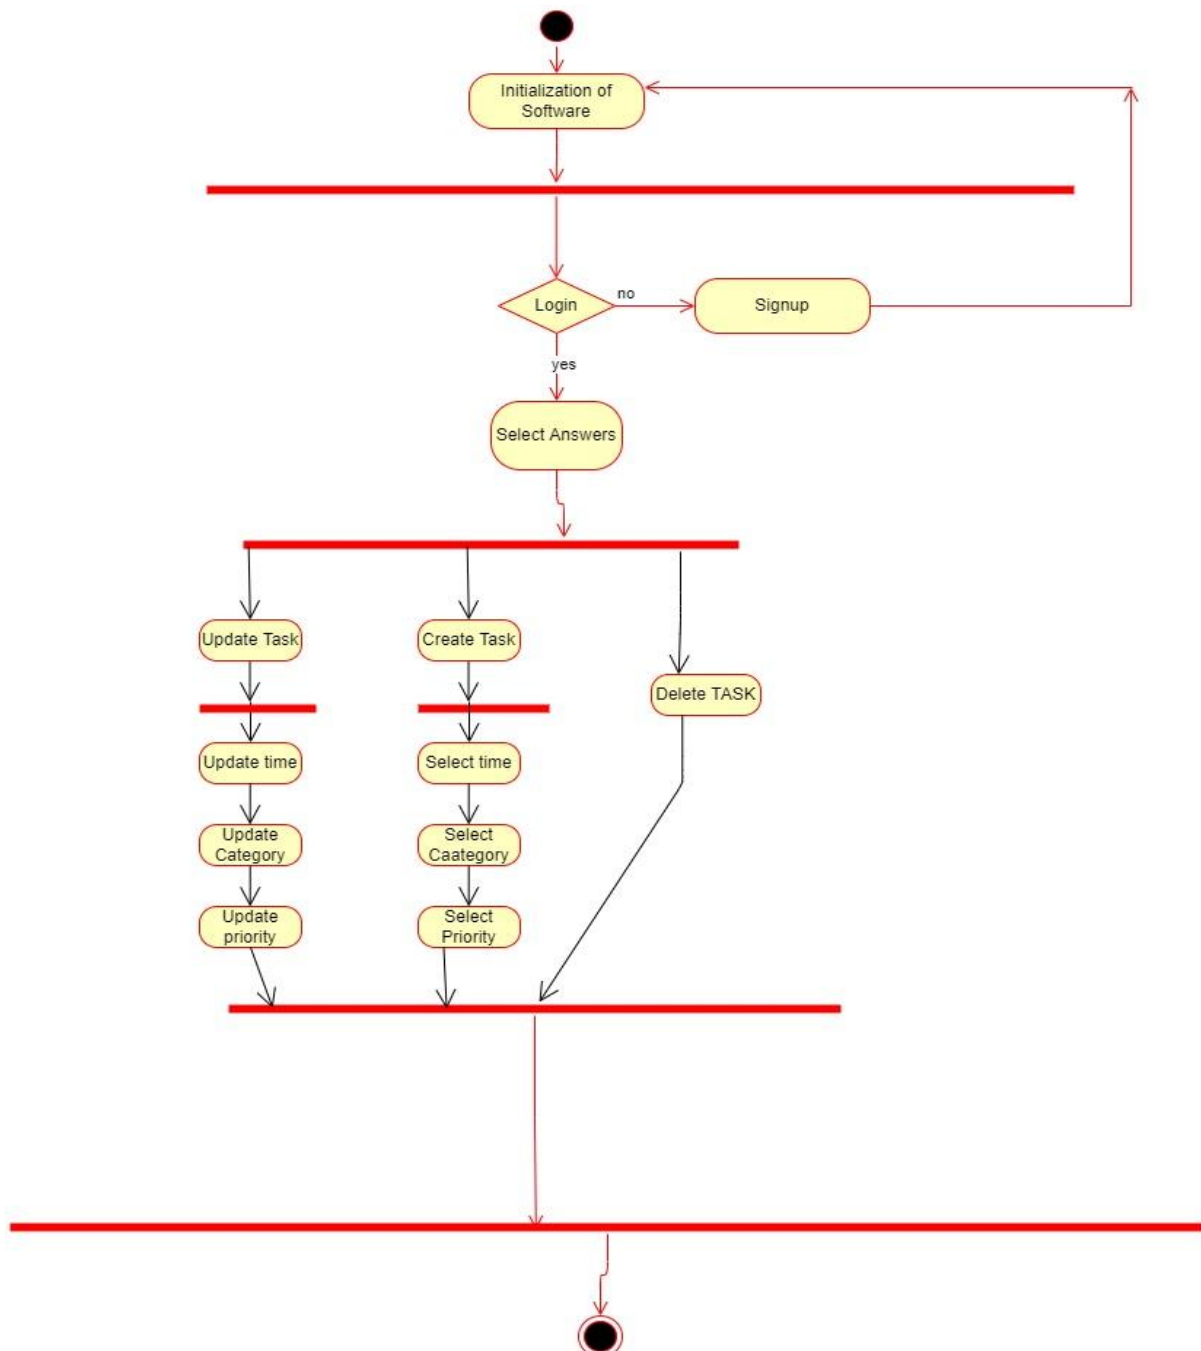 Initialization of
Software
Login
no
Signup
yes
Select Answers
Update Task
Create Task
Delete TASK
Update time
Select time
Update
Category
Select
Caategory
Update
priority
Select
Priority